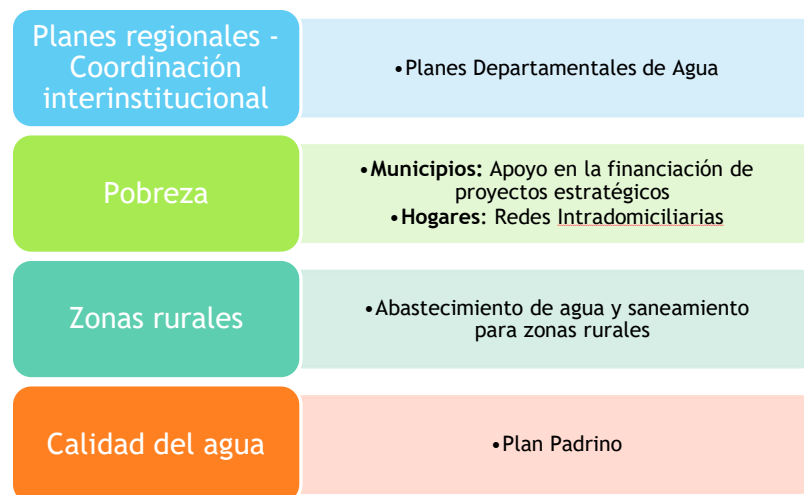 Planes regionales -
Coordinación
interinstitucional
•Planes Departamentales de Agua
Pobreza
•Municipios: Apoyo en la financiación de
proyectos estratégicos
•Hogares: Redes Intradomiciliarias
Zonas rurales
•Abastecimiento de agua y saneamiento
para zonas rurales
Calidad del agua
•Plan Padrino